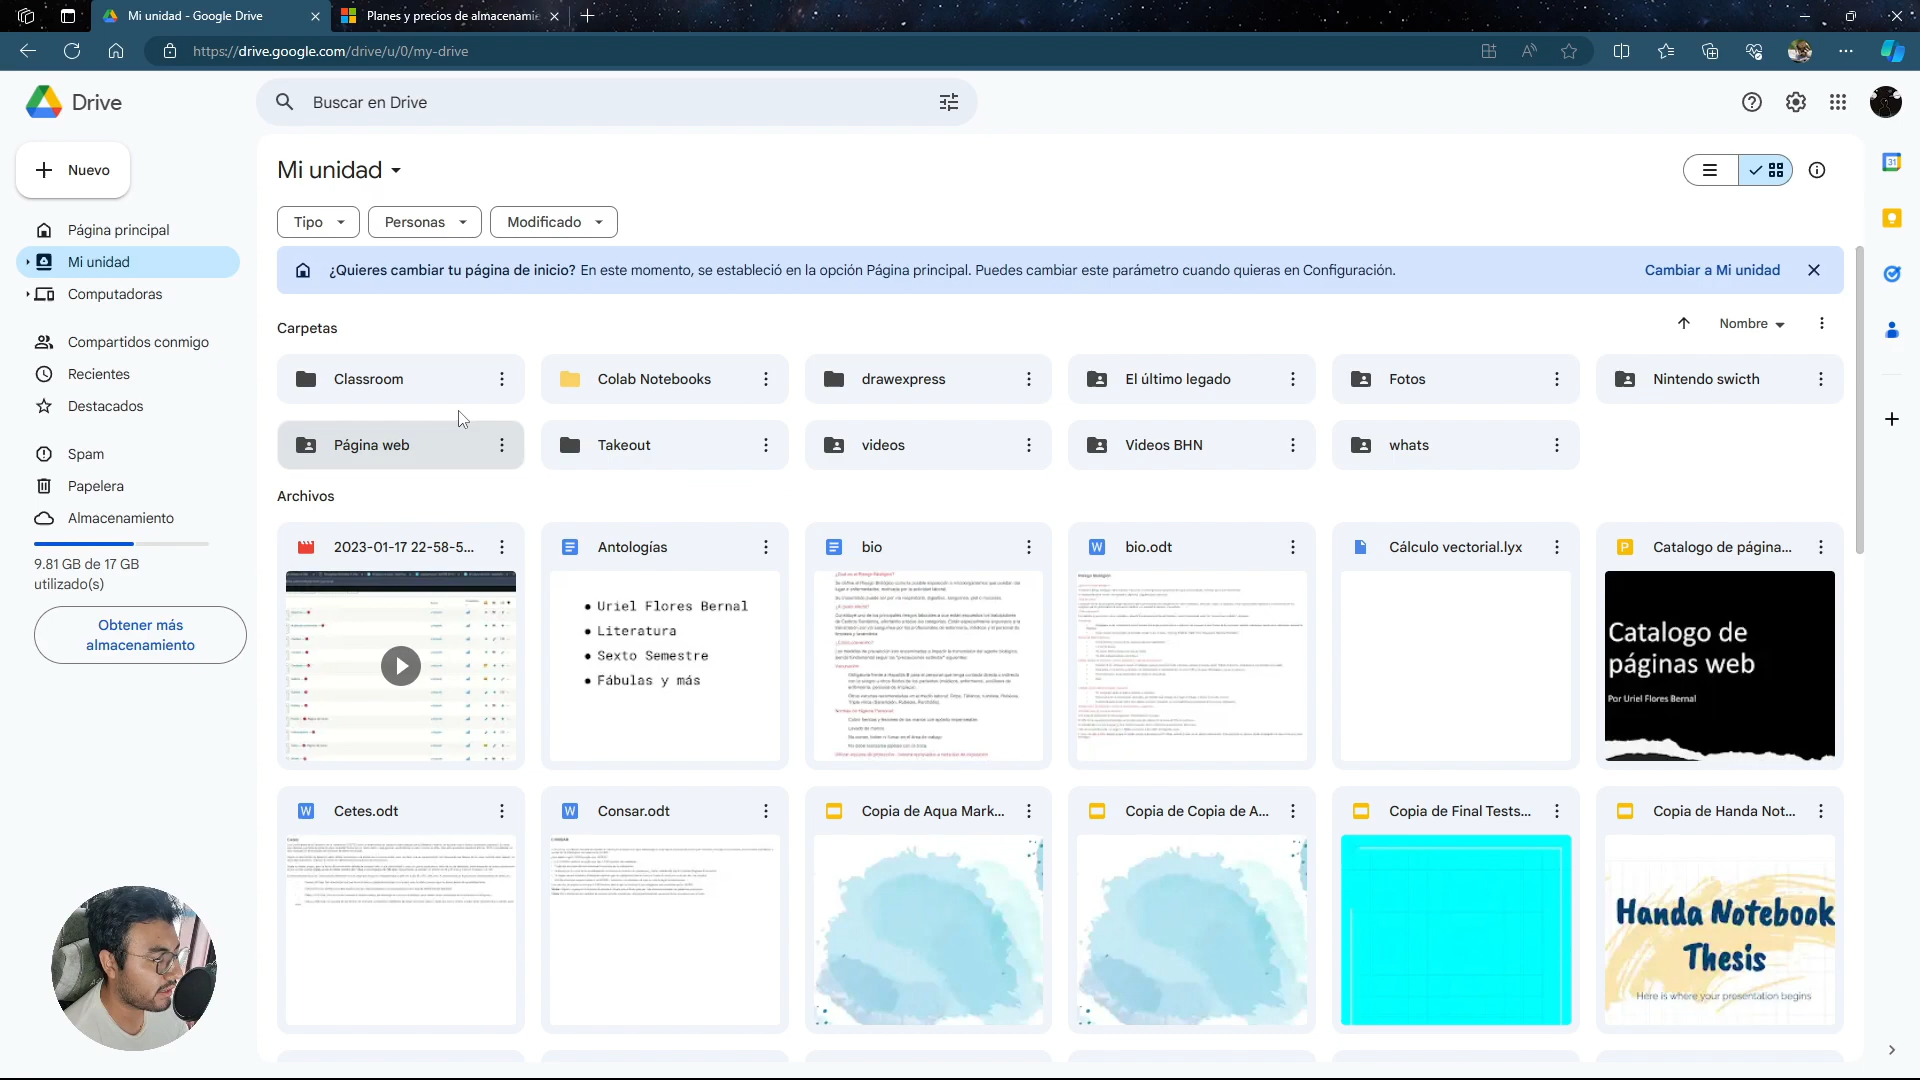 Mi unidad - Google Drive
Planes y precios de almacenamie
https://drive.google.com/drive/u/0/my-drive
Drive
Buscar en Drive
Nuevo
Página principal
Mi unidad
Computadoras
Compartidos conmigo
Recientes
Destacados
Spam
Papelera
Almacenamiento
9.81 GB de 17 GB
utilizado(s)
Obtener más
almacenamiento
Mi unidad
Tipo
Personas
Modificado
¿Quieres cambiar tu página de inicio? En este momento, se estableció en la opción Página principal. Puedes cambiar este parámetro cuando quieras en Configuración.
Cambiar a Mi unidad
Carpetas
Nombre
Classroom
Colab Notebooks
drawexpress
El último legado
Fotos
Nintendo swicth
Página web
Takeout
videos
Videos BHN
whats
Archivos
2023-01-17 22-58-5...
Antologías
bio
bio.odt
Cálculo vectorial.lyx
Catalogo de página...
Uriel Flores Bernal
Literatura
Sexto Semestre
Fábulas y más
Catalogo de
páginas web
Por Uriel Flores Bernal
Cetes.odt
Consar.odt
Copia de Aqua Mark...
Copia de Copia de A...
Copia de Final Tests...
Copia de Handa Not...
Handa Notebook
Thesis
Here is where your presentation begins
31